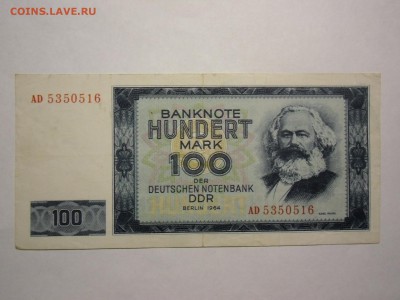 COINS.LAVE.RU
AD 5350516
BANKNOTE
HUNDERT
MARK
100
DER
DEUTSCHEN NOTENBANK
DDR
BERLIN 1964
AD 5350516
100